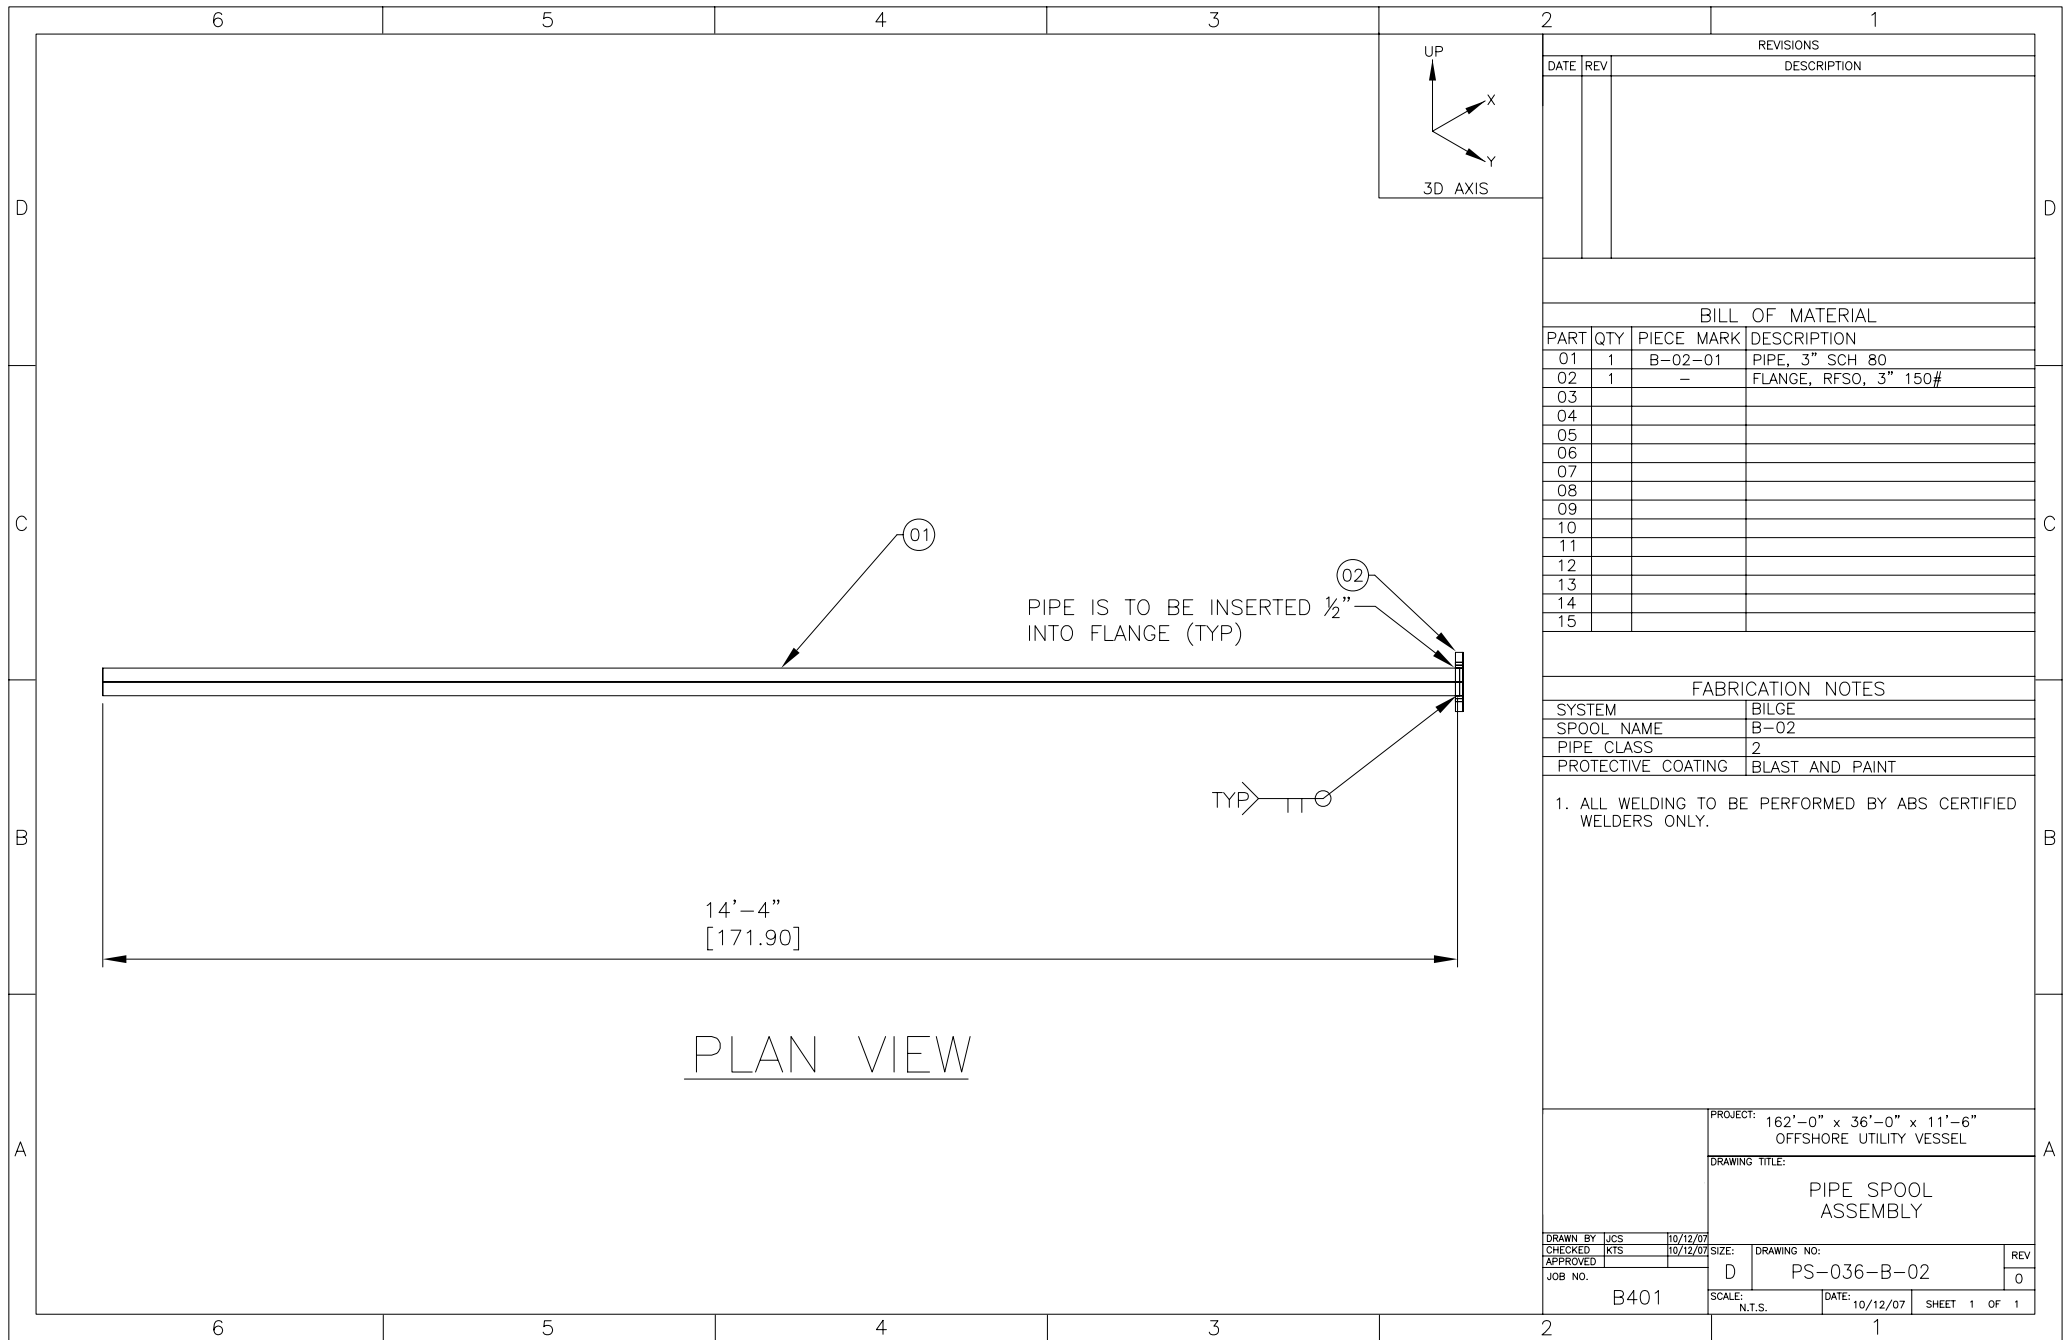 6 5 4 3 2 1
UP
X
Y
3D AXIS
REVISIONS
DATE REV DESCRIPTION
D D
BILL OF MATERIAL
PART QTY PIECE MARK DESCRIPTION
01 1 B-02-01 PIPE, 3" SCH 80
02 1 - FLANGE, RFSO, 3" 150#
03
04
05
06
07
08
09
10
11
12
13
14
15
C C
01
02
PIPE IS TO BE INSERTED ½"
INTO FLANGE (TYP)
TYP
14'-4"
[171.90]
PLAN VIEW
FABRICATION NOTES
SYSTEM BILGE
SPOOL NAME B-02
PIPE CLASS 2
PROTECTIVE COATING BLAST AND PAINT
1. ALL WELDING TO BE PERFORMED BY ABS CERTIFIED
WELDERS ONLY.
B B
A A
PROJECT: 162'-0" x 36'-0" x 11'-6"
OFFSHORE UTILITY VESSEL
DRAWING TITLE:
PIPE SPOOL
ASSEMBLY
DRAWN BY JCS 10/12/07
CHECKED KTS 10/12/07
APPROVED
JOB NO.
B401
SIZE: D
DRAWING NO: PS-036-B-02
REV 0
SCALE: N.T.S.
DATE: 10/12/07
SHEET 1 OF 1
6 5 4 3 2 1